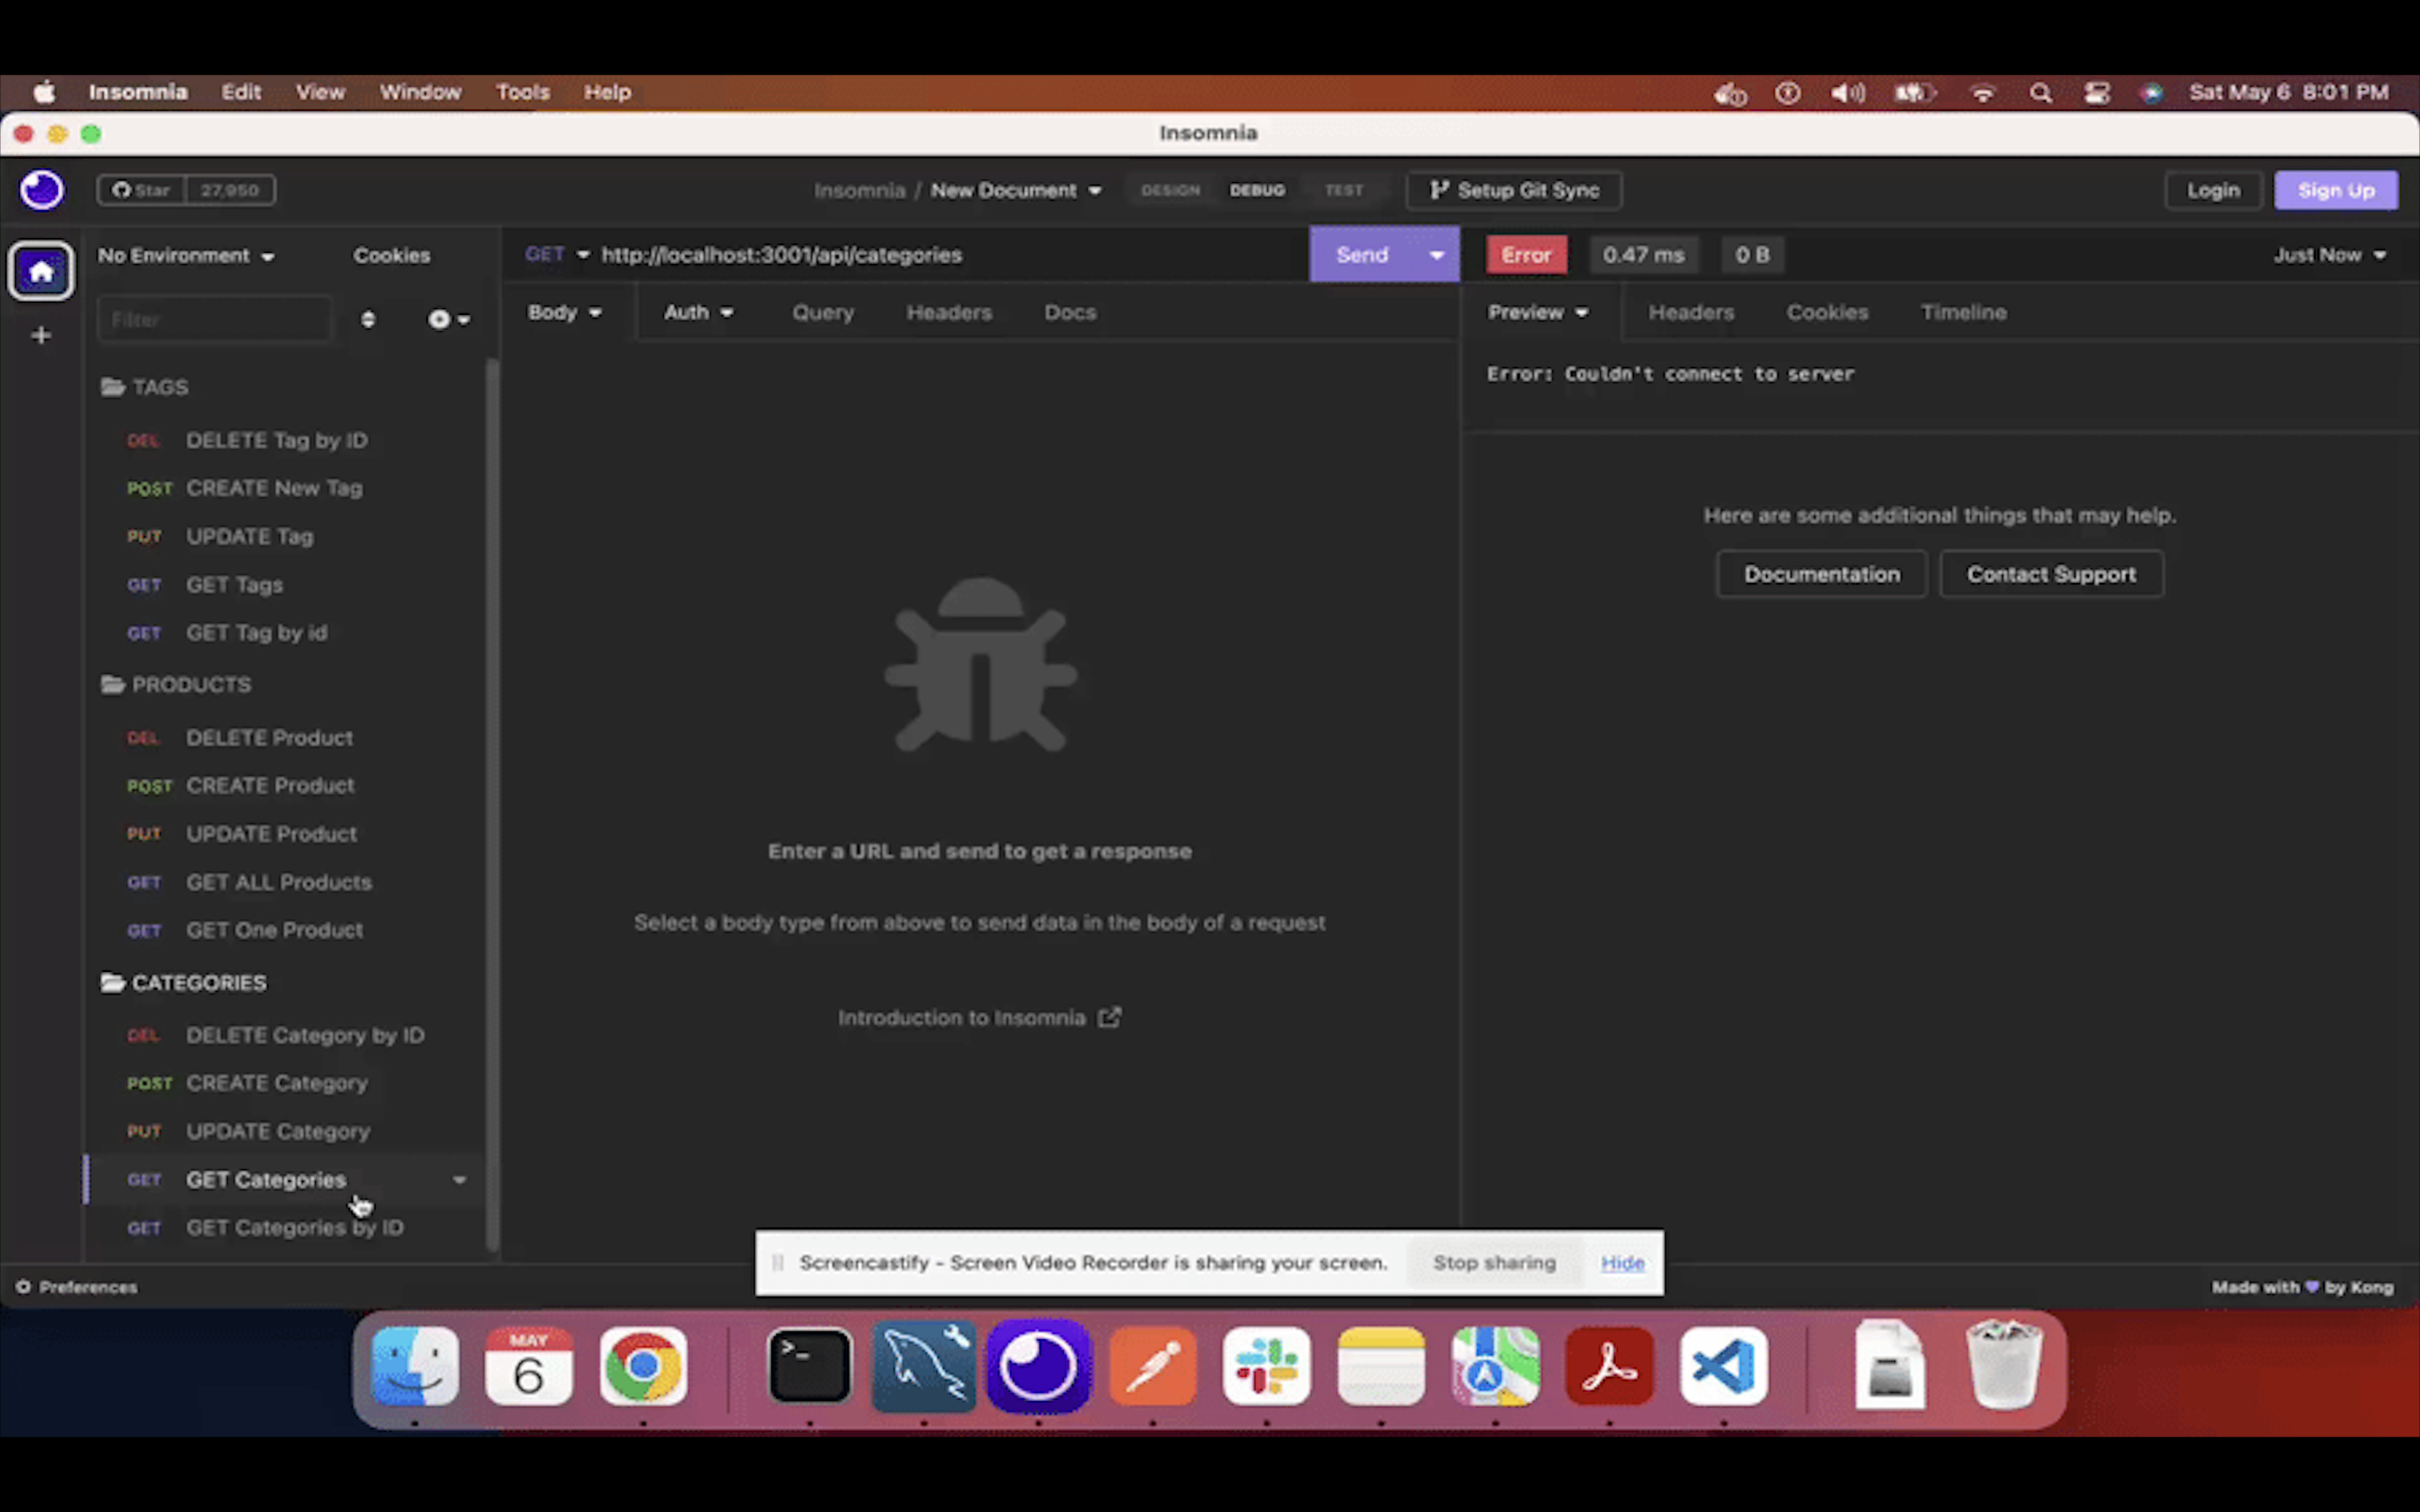 Insomnia Edit View Window Tools Help Sat May 6 8:01 PM
Insomnia
Star 27,950 Insomnia / New Document DESIGN DEBUG TEST Setup Git Sync Login Sign Up
No Environment Cookies GET http://localhost:3001/api/categories Send Error 0.47 ms 0 B Just Now
Filter Body Auth Query Headers Docs Preview Headers Cookies Timeline
Error: Couldn't connect to server
TAGS
DEL DELETE Tag by ID
POST CREATE New Tag
PUT UPDATE Tag
GET GET Tags
GET GET Tag by id
PRODUCTS
DEL DELETE Product
POST CREATE Product
PUT UPDATE Product
GET GET ALL Products
GET GET One Product
CATEGORIES
DEL DELETE Category by ID
POST CREATE Category
PUT UPDATE Category
GET GET Categories
GET GET Categories by ID
Enter a URL and send to get a response
Select a body type from above to send data in the body of a request
Introduction to Insomnia
Here are some additional things that may help.
Documentation Contact Support
Screencastify - Screen Video Recorder is sharing your screen. Stop sharing Hide
Preferences Made with by Kong
MAY
6